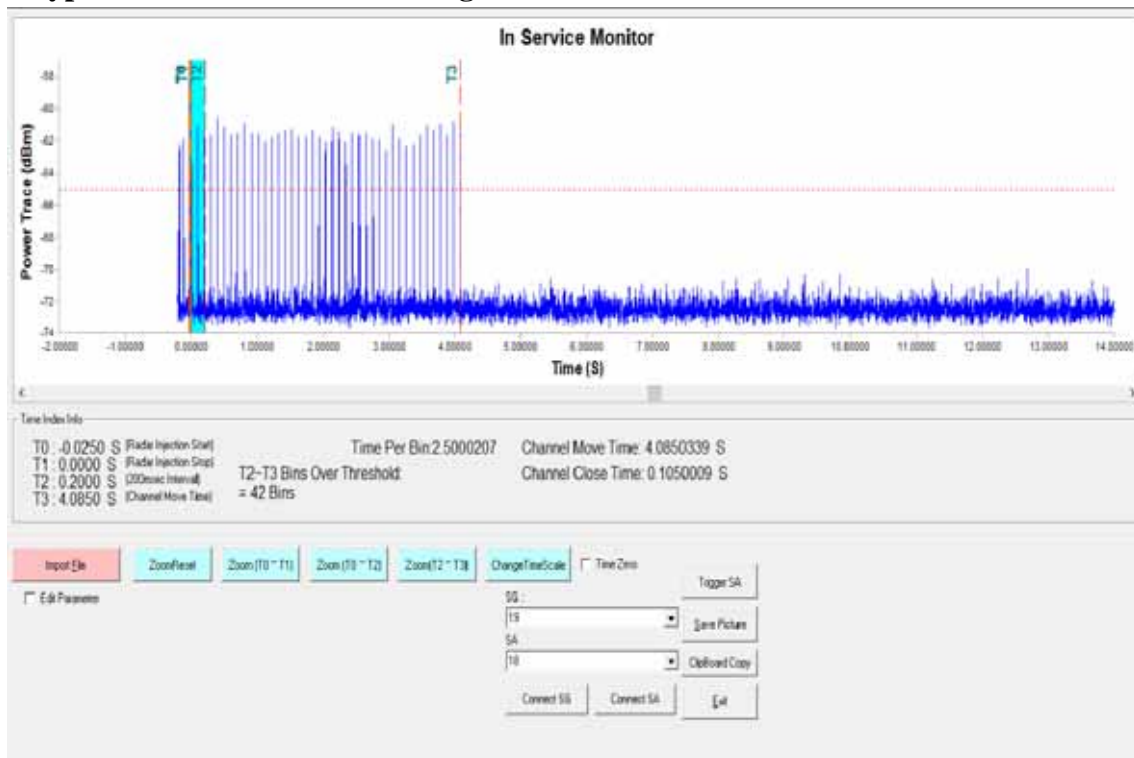 In Service Monitor
Power Trace (dBm)
-58
-60
-62
-64
-66
-68
-70
-72
-74
T0
T2
T3
-2.00000 -1.00000 0.00000 1.00000 2.00000 3.00000 4.00000 5.00000 6.00000 7.00000 8.00000 9.00000 10.00000 11.00000 12.00000 13.00000 14.00000
Time (S)
Time Index Info
T0 : -0.0250 S (Radar Injection Start)
T1 : 0.0000 S (Radar Injection Stop)
T2 : 0.2000 S (200msec Interval)
T3 : 4.0850 S (Channel Move Time)
Time Per Bin:2.5000207
T2~T3 Bins Over Threshold:
= 42 Bins
Channel Move Time: 4.0850339 S
Channel Close Time: 0.1050009 S
Import File
ZoomReset
Zoom (T0 ~ T1)
Zoom (T0 ~ T2)
Zoom(T2 ~ T3)
ChangeTimeScale
Time Zero
Edit Parameter
SG :
19
SA
18
Connect SG
Connect SA
Trigger SA
Save Picture
ClipBoard Copy
Exit